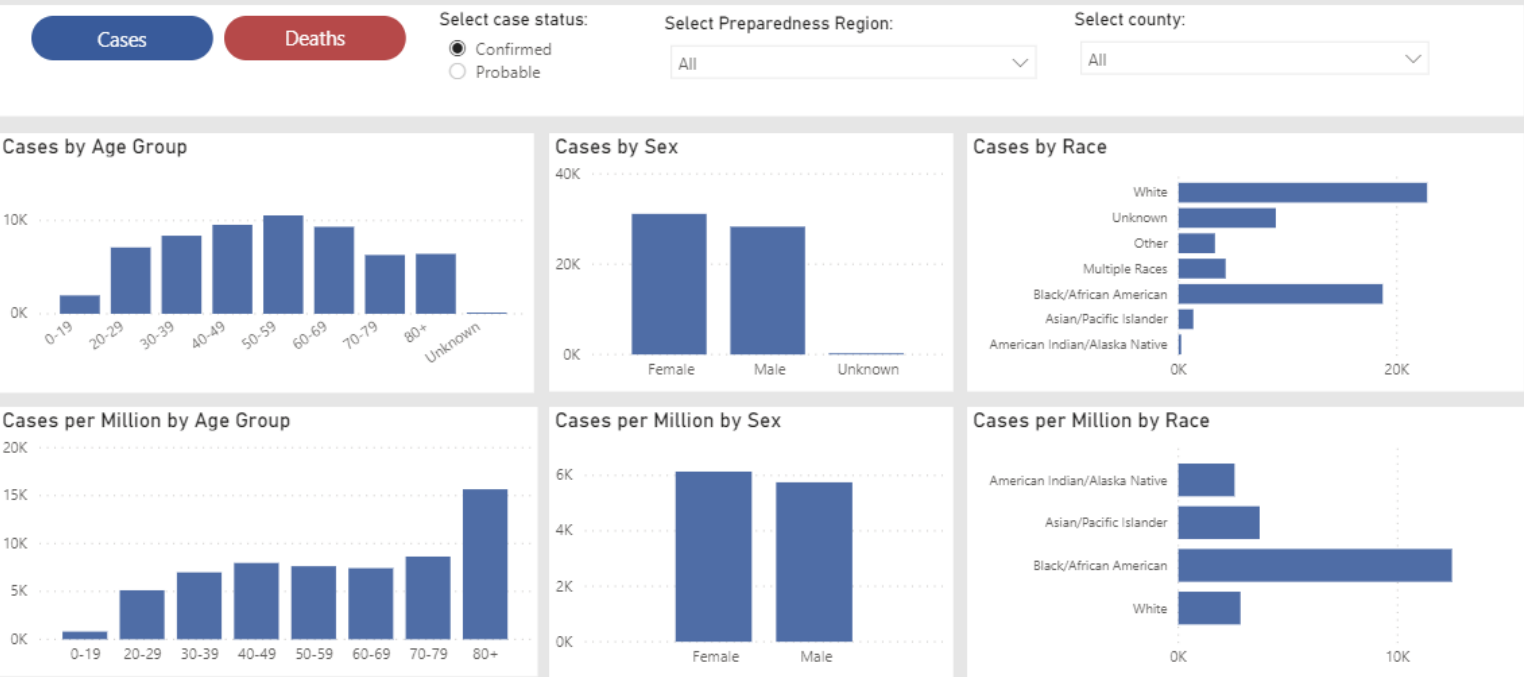 Cases
Deaths
Select case status:
Confirmed
Probable
Select Preparedness Region:
All
Select county:
All
Cases by Age Group
10K
0K
0-19
20-29
30-39
40-49
50-59
60-69
70-79
80+
Unknown
Cases by Sex
40K
20K
0K
Female
Male
Unknown
Cases by Race
White
Unknown
Other
Multiple Races
Black/African American
Asian/Pacific Islander
American Indian/Alaska Native
0K
20K
Cases per Million by Age Group
20K
15K
10K
5K
0K
0-19
20-29
30-39
40-49
50-59
60-69
70-79
80+
Cases per Million by Sex
6K
4K
2K
0K
Female
Male
Cases per Million by Race
American Indian/Alaska Native
Asian/Pacific Islander
Black/African American
White
0K
10K